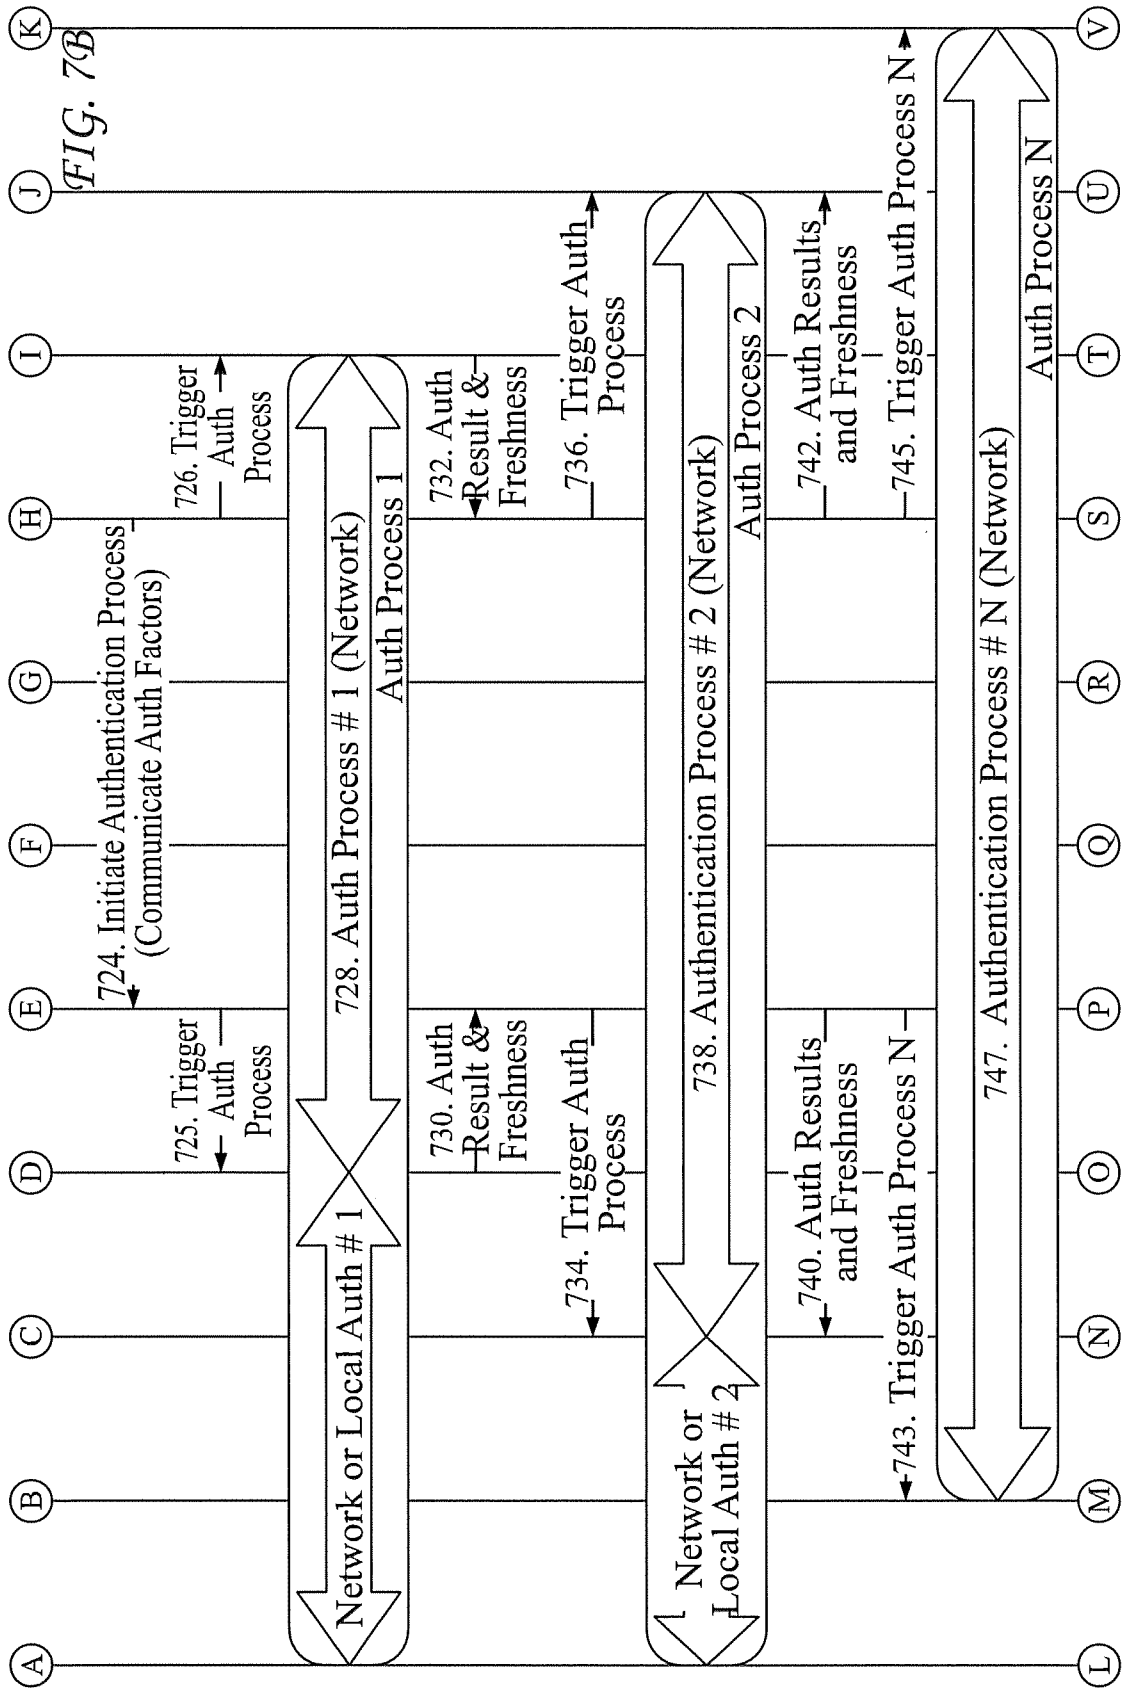 A
B
C
D
E
F
G
H
I
J
K
FIG. 7B
724. Initiate Authentication Process
(Communicate Auth Factors)
725. Trigger
Auth
Process
726. Trigger
Auth
Process
Network or Local Auth # 1
728. Auth Process # 1 (Network)
Auth Process 1
730. Auth
Result &
Freshness
732. Auth
Result &
Freshness
734. Trigger Auth
Process
736. Trigger Auth
Process
Network or
Local Auth # 2
738. Authentication Process # 2 (Network)
Auth Process 2
740. Auth Results
and Freshness
742. Auth Results
and Freshness
743. Trigger Auth Process N
745. Trigger Auth Process N
747. Authentication Process # N (Network)
Auth Process N
L
M
N
O
P
Q
R
S
T
U
V